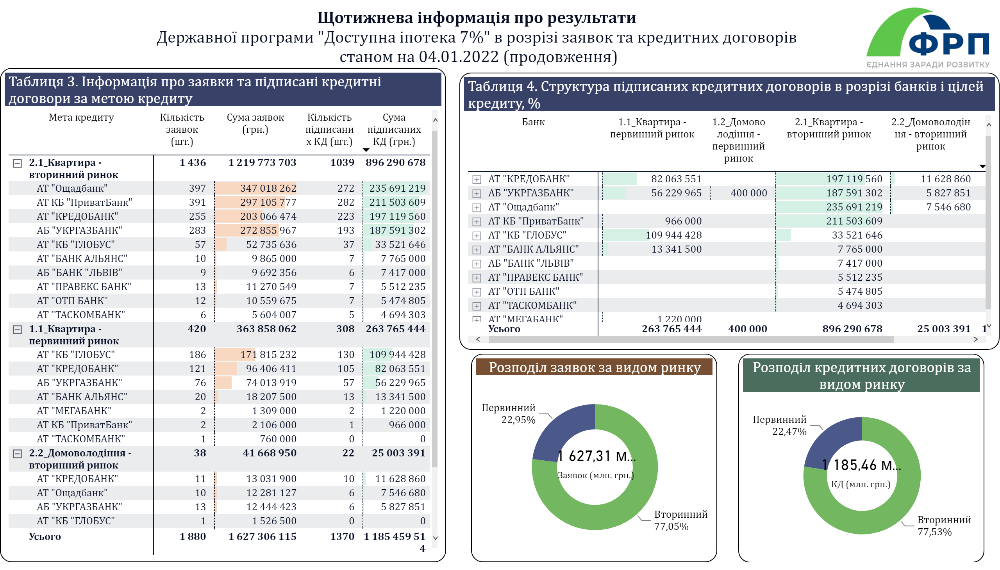 Щотижнева інформація про результати
Державної програми "Доступна іпотека 7%" в розрізі заявок та кредитних договорів
станом на 04.01.2022 (продовження)
ФРП
ЄДНАННЯ ЗАРАДИ РОЗВИТКУ
Таблиця 3. Інформація про заявки та підписані кредитні
договори за метою кредиту
Мета кредиту Кількість Сума заявок Кількість Сума
заявок (грн.) підписани підписаних
(шт.) х КД (шт.) КД (грн.)
2.1_Квартира - 1 436 1 219 773 703 1039 896 290 678
вторинний ринок
АТ "Ощадбанк" 397 347 018 262 272 235 691 219
АТ КБ "ПриватБанк" 391 297 105 777 282 211 503 609
АТ "КРЕДОБАНК" 255 203 066 474 223 197 119 560
АБ "УКРГАЗБАНК" 283 272 855 967 193 187 591 302
АТ "КБ "ГЛОБУС" 57 52 735 636 37 33 521 646
АТ "БАНК АЛЬЯНС" 10 9 865 000 7 7 765 000
АБ "БАНК "ЛЬВІВ" 9 9 692 356 6 7 417 000
АТ "ПРАВЕКС БАНК" 13 11 270 549 7 5 512 235
АТ "ОТП БАНК" 12 10 559 675 7 5 474 805
АТ "ТАСКОМБАНК" 6 5 604 007 5 4 694 303
1.1_Квартира - 420 363 858 062 308 263 765 444
первинний ринок
АТ "КБ "ГЛОБУС" 186 171 815 232 130 109 944 428
АТ "КРЕДОБАНК" 121 96 406 411 105 82 063 551
АБ "УКРГАЗБАНК" 76 74 013 919 57 56 229 965
АТ "БАНК АЛЬЯНС" 20 18 207 500 13 13 341 500
АТ "МЕГАБАНК" 2 1 309 000 2 1 220 000
АТ КБ "ПриватБанк" 2 2 106 000 1 966 000
АТ "ТАСКОМБАНК" 1 760 000 0 0
2.2_Домоволодіння - 38 41 668 950 22 25 003 391
вторинний ринок
АТ "КРЕДОБАНК" 11 13 031 900 10 11 628 860
АТ "Ощадбанк" 10 12 281 127 6 7 546 680
АБ "УКРГАЗБАНК" 13 12 444 423 6 5 827 851
АТ "КБ "ГЛОБУС" 1 1 526 500 0 0
Усього 1 880 1 627 306 115 1370 1 185 459 51
4
Таблиця 4. Структура підписаних кредитних договорів в розрізі банків і цілей
кредиту, %
Банк 1.1_Квартира - 1.2_Домово 2.1_Квартира - 2.2_Домоволодін
первинний ринок лодіння - вторинний ринок ня - вторинний
первинний ринок
ринок
АТ "КРЕДОБАНК" 82 063 551 197 119 560 11 628 860
АБ "УКРГАЗБАНК" 56 229 965 400 000 187 591 302 5 827 851
АТ "Ощадбанк" 235 691 219 7 546 680
АТ КБ "ПриватБанк" 966 000 211 503 609
АТ "КБ "ГЛОБУС" 109 944 428 33 521 646
АТ "БАНК АЛЬЯНС" 13 341 500 7 765 000
АБ "БАНК "ЛЬВІВ" 7 417 000
АТ "ПРАВЕКС БАНК" 5 512 235
АТ "ОТП БАНК" 5 474 805
АТ "ТАСКОМБАНК" 4 694 303
АТ "МЕГАБАНК" 1 220 000
Усього 263 765 444 400 000 896 290 678 25 003 391 1
Розподіл заявок за видом ринку
Первинний
22,95%
1 627,31 м...
Заявок (млн. грн.)
Вторинний
77,05%
Розподіл кредитних договорів за
видом ринку
Первинний
22,47%
1 185,46 м...
КД (млн. грн.)
Вторинний
77,53%